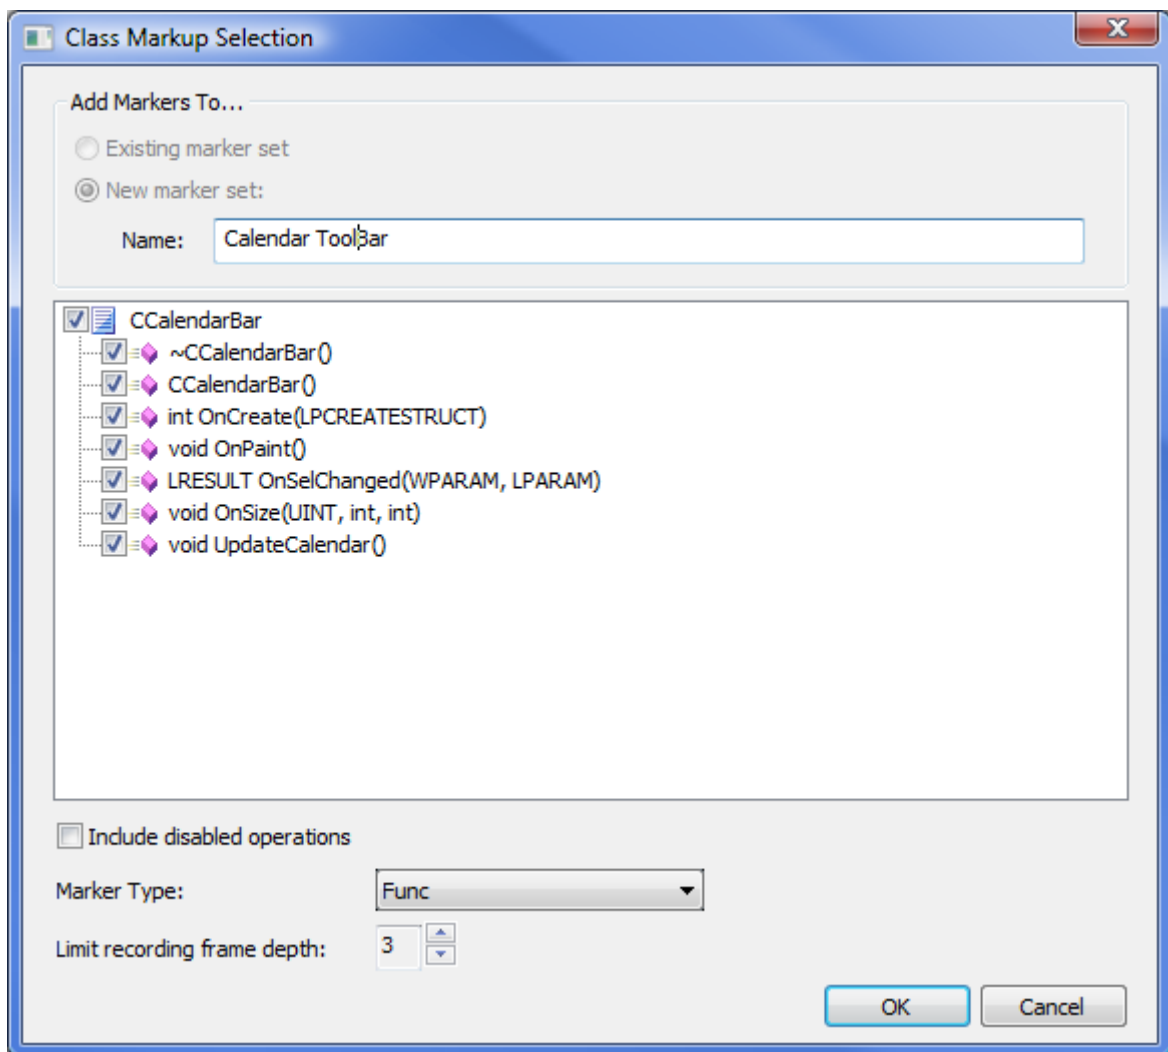 Class Markup Selection
Add Markers To...
Existing marker set
New marker set:
Name: Calendar ToolBar
CCalendarBar
~CCalendarBar()
CCalendarBar()
int OnCreate(LPCREATESTRUCT)
void OnPaint()
LRESULT OnSelChanged(WPARAM, LPARAM)
void OnSize(UINT, int, int)
void UpdateCalendar()
Include disabled operations
Marker Type: Func
Limit recording frame depth: 3
OK Cancel